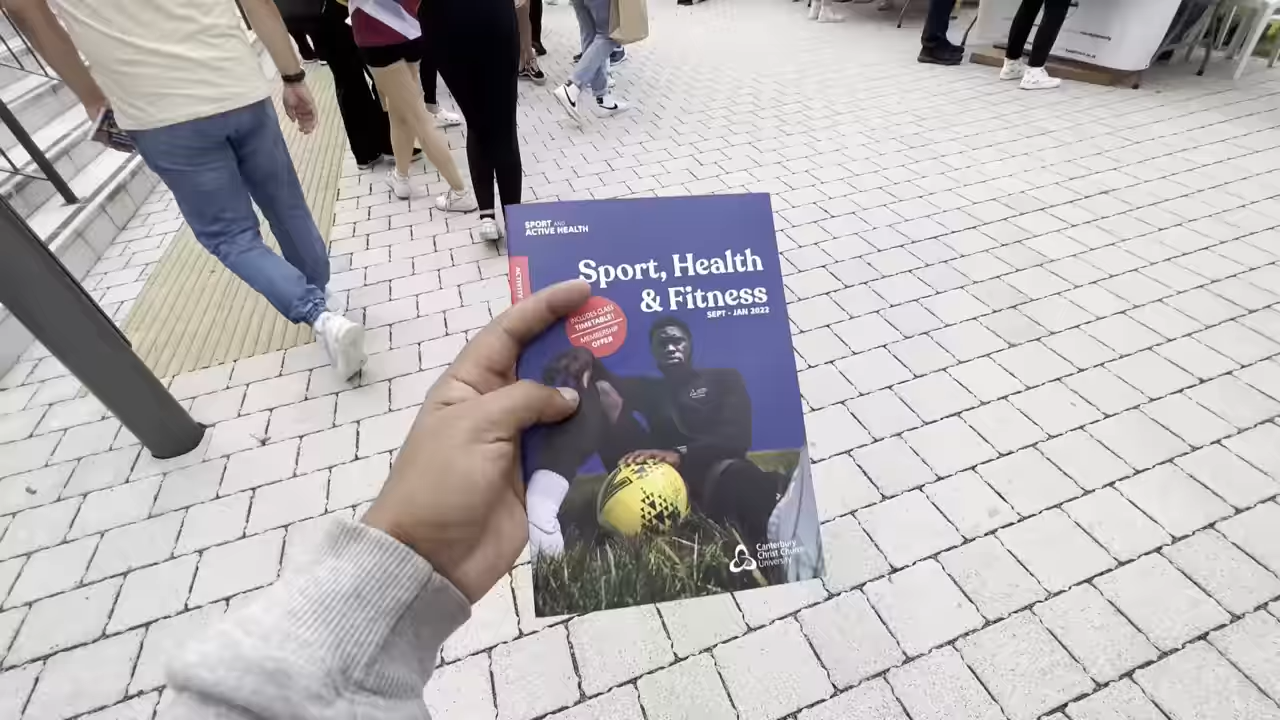 SPORT AND
ACTIVE HEALTH
ACTIVITY
Sport, Health
& Fitness
SEPT - JAN 2022
INCLUDES CLASS
TIMETABLE!
MEMBERSHIP
OFFER
Canterbury
Christ Church
University